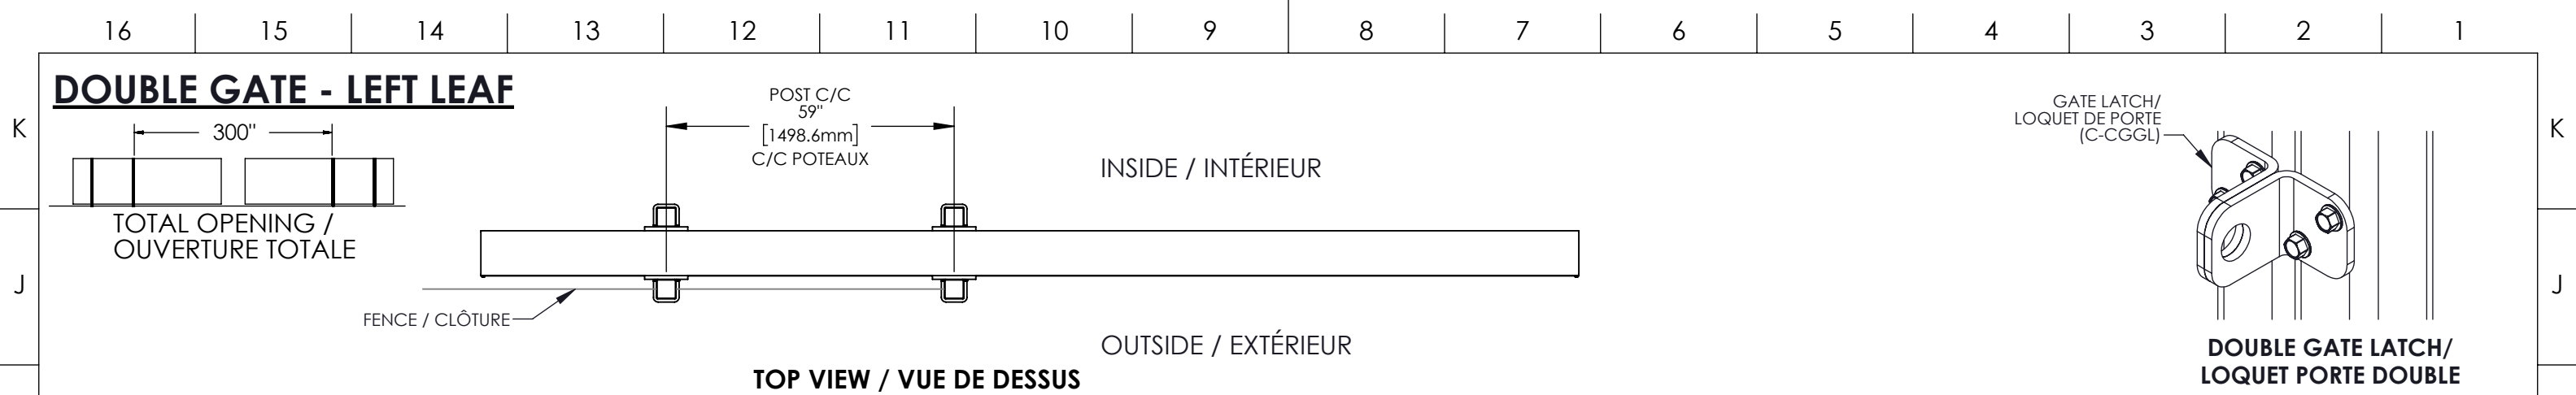 16 15 14 13 12 11 10 9 8 7 6 5 4 3 2 1
DOUBLE GATE - LEFT LEAF
K
K
300"
TOTAL OPENING /
OUVERTURE TOTALE
POST C/C
59"
[1498.6mm]
C/C POTEAUX
INSIDE / INTÉRIEUR
GATE LATCH/
LOQUET DE PORTE
(C-CGGL)
J
J
FENCE / CLÔTURE
OUTSIDE / EXTÉRIEUR
TOP VIEW / VUE DE DESSUS
DOUBLE GATE LATCH/
LOQUET PORTE DOUBLE